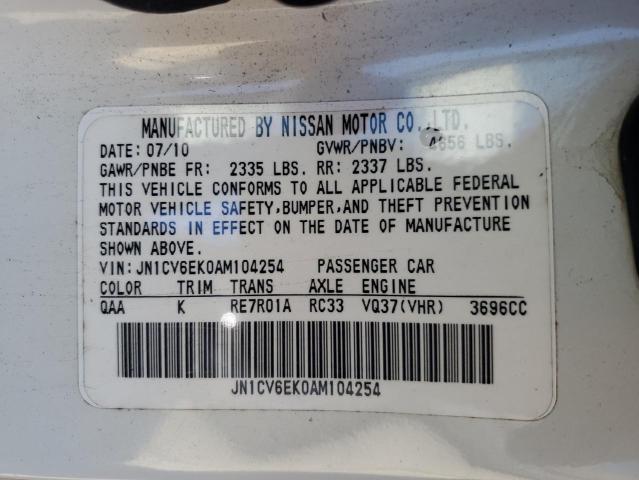 MANUFACTURED BY NISSAN MOTOR CO.,LTD.
DATE: 07/10 GVWR/PNBV: 4656 LBS.
GAWR/PNBE FR: 2335 LBS. RR: 2337 LBS.
THIS VEHICLE CONFORMS TO ALL APPLICABLE FEDERAL
MOTOR VEHICLE SAFETY,BUMPER,AND THEFT PREVENTION
STANDARDS IN EFFECT ON THE DATE OF MANUFACTURE
SHOWN ABOVE.
VIN:JN1CV6EK0AM104254 PASSENGER CAR
COLOR TRIM TRANS AXLE ENGINE
QAA K RE7R01A RC33 VQ37(VHR) 3696CC
JN1CV6EK0AM104254